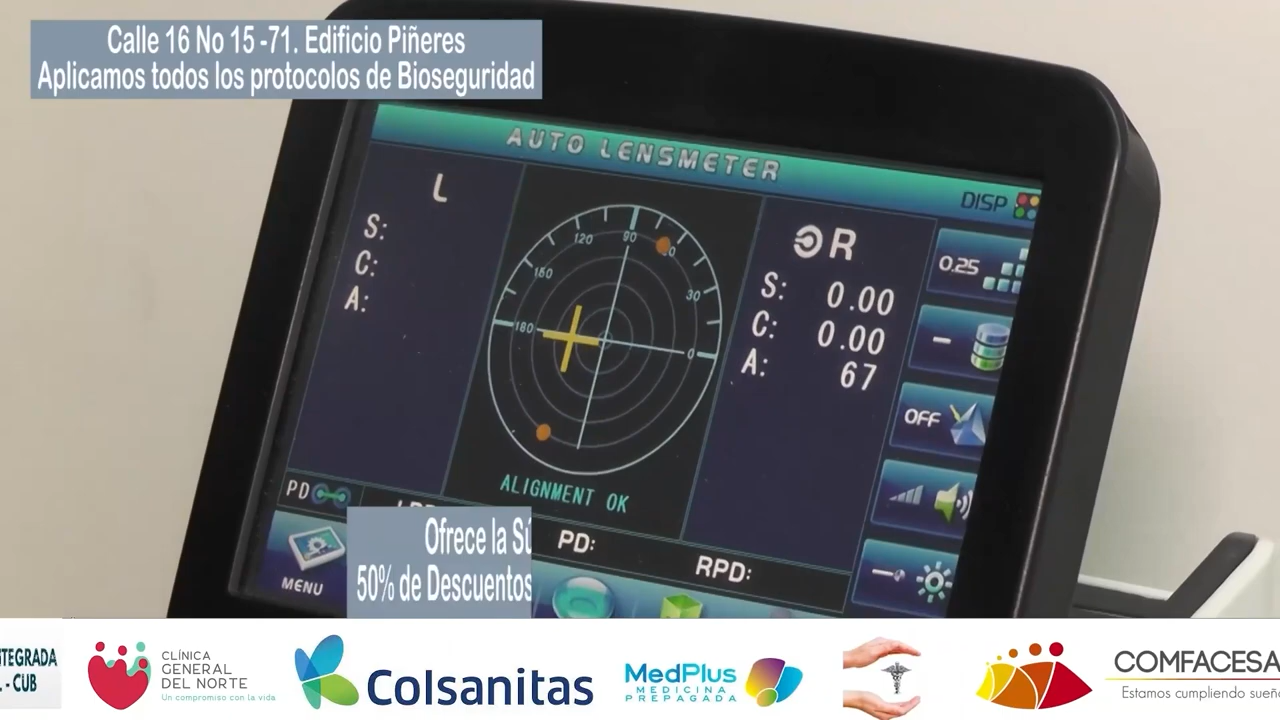 Calle 16 No 15 -71. Edificio Piñeres
Aplicamos todos los protocolos de Bioseguridad
AUTO LENSMETER
DISP
L
S:
C:
A:
120
90
150
180
30
0
R
S: 0.00
C: 0.00
A: 67
0.25
OFF
ALIGNMENT OK
PD
PD:
RPD:
MENU
Ofrece la
50% de Descuentos
- CUB
CLÍNICA
GENERAL
DEL NORTE
Un compromiso con la vida
Colsanitas
MedPlus
MEDICINA
PREPAGADA
COMFACESA
Estamos cumpliendo